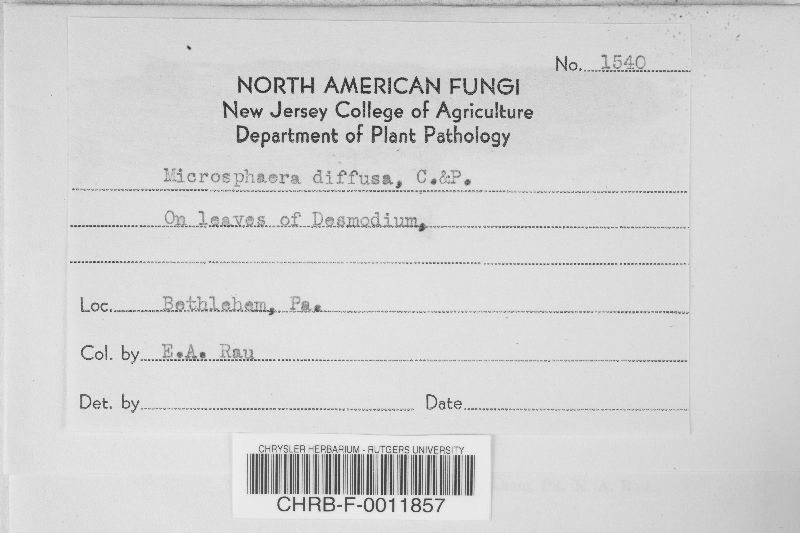 No. 1540
NORTH AMERICAN FUNGI
New Jersey College of Agriculture
Department of Plant Pathology
Microsphaera diffusa, C.&P.
On leaves of Desmodium,
Loc. Bethlehem, Pa.
Col. by E.A. Rau
Det. by
Date
CHRYSLER HERBARIUM - RUTGERS UNIVERSITY
CHRB-F-0011857